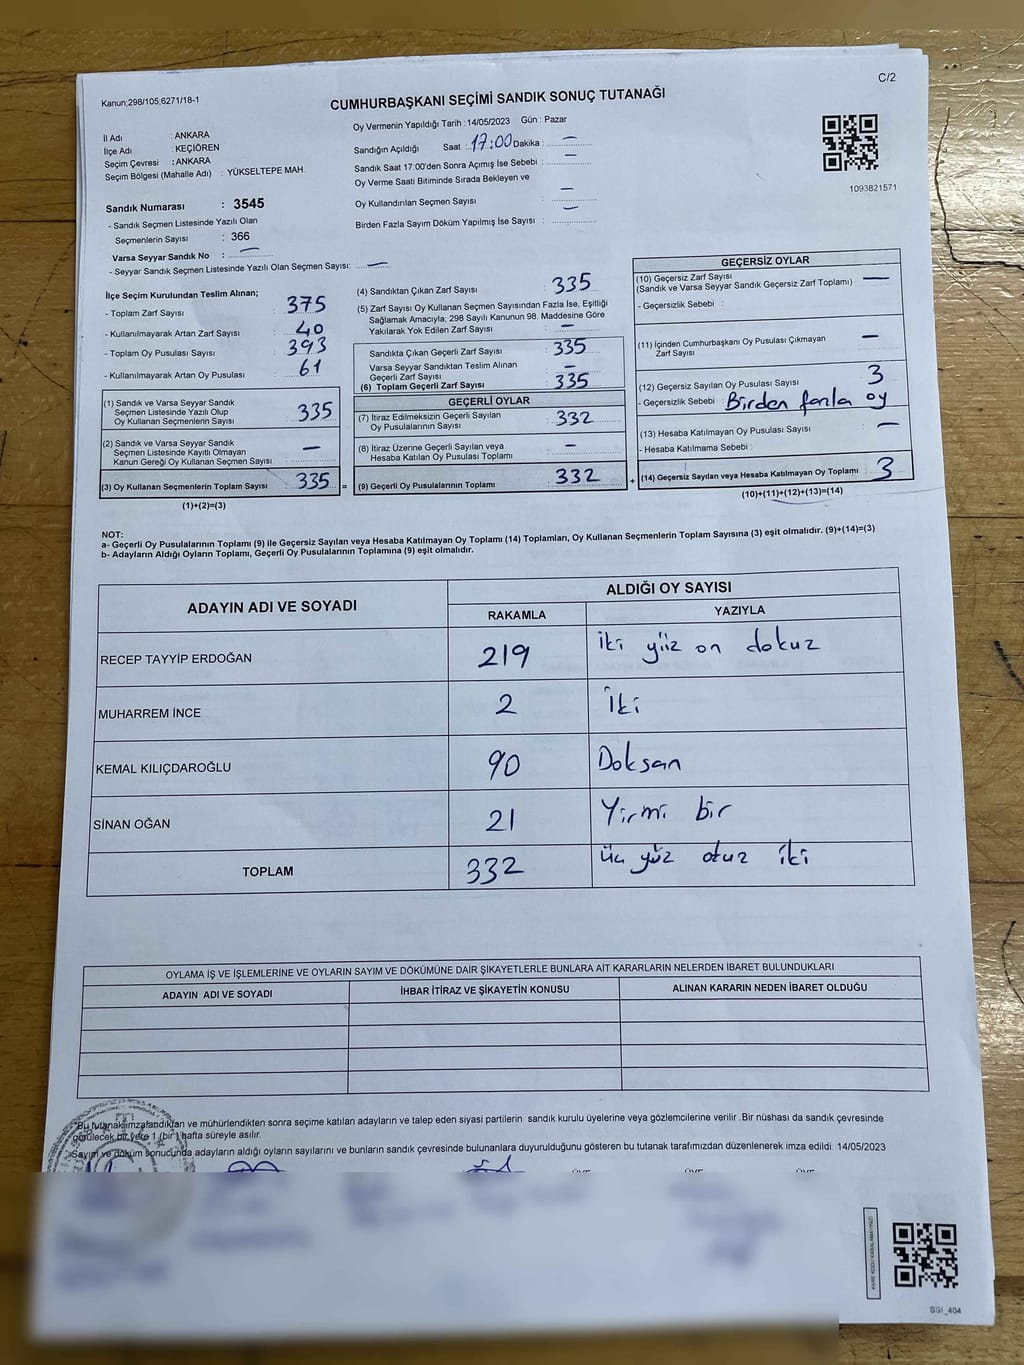 C/2
Kanun;298/105;6271/18-1
CUMHURBAŞKANI SEÇİMİ SANDIK SONUÇ TUTANAĞI
İl Adı : ANKARA
İlçe Adı : KEÇİÖREN
Seçim Çevresi : ANKARA
Seçim Bölgesi (Mahalle Adı) : YÜKSELTEPE MAH.
Sandık Numarası : 3545
- Sandık Seçmen Listesinde Yazılı Olan
Seçmenlerin Sayısı : 366
Varsa Seyyar Sandık No : —
- Seyyar Sandık Seçmen Listesinde Yazılı Olan Seçmen Sayısı: —
Oy Vermenin Yapıldığı Tarih :14/05/2023 Gün : Pazar
Sandığın Açıldığı Saat : 17:00 Dakika : —
Sandık Saat 17:00'den Sonra Açımış İse Sebebi : —
Oy Verme Saati Bitiminde Sırada Bekleyen ve
Oy Kullandırılan Seçmen Sayısı : —
Birden Fazla Sayım Döküm Yapılmış İse Sayısı : —
1093821571
İlçe Seçim Kurulundan Teslim Alınan;
- Toplam Zarf Sayısı : 375
- Kullanılmayarak Artan Zarf Sayısı : 40
- Toplam Oy Pusulası Sayısı : 393
- Kullanılmayarak Artan Oy Pusulası : 61
(1) Sandık ve Varsa Seyyar Sandık
Seçmen Listesinde Yazılı Olup
Oy Kullanan Seçmenlerin Sayısı : 335
(2) Sandık ve Varsa Seyyar Sandık
Seçmen Listesinde Kayıtlı Olmayan
Kanun Gereği Oy Kullanan Seçmen Sayısı : —
(3) Oy Kullanan Seçmenlerin Toplam Sayısı : 335 =
(1)+(2)=(3)
(4) Sandıktan Çıkan Zarf Sayısı : 335
(5) Zarf Sayısı Oy Kullanan Seçmen Sayısından Fazla İse, Eşitliği
Sağlamak Amacıyla; 298 Sayılı Kanunun 98. Maddesine Göre
Yakılarak Yok Edilen Zarf Sayısı : —
Sandıkta Çıkan Geçerli Zarf Sayısı : 335
Varsa Seyyar Sandıktan Teslim Alınan
Geçerli Zarf Sayısı : —
(6) Toplam Geçerli Zarf Sayısı : 335
GEÇERLİ OYLAR
(7) İtiraz Edilmeksizin Geçerli Sayılan
Oy Pusulalarının Sayısı : 332
(8) İtiraz Üzerine Geçerli Sayılan veya
Hesaba Katılan Oy Pusulası Toplamı : —
(9) Geçerli Oy Pusulalarının Toplamı : 332 +
GEÇERSİZ OYLAR
(10) Geçersiz Zarf Sayısı
(Sandık ve Varsa Seyyar Sandık Geçersiz Zarf Toplamı) : —
- Geçersizlik Sebebi :
(11) İçinden Cumhurbaşkanı Oy Pusulası Çıkmayan
Zarf Sayısı : —
(12) Geçersiz Sayılan Oy Pusulası Sayısı : 3
- Geçersizlik Sebebi : Birden fazla oy
(13) Hesaba Katılmayan Oy Pusulası Sayısı : —
- Hesaba Katılmama Sebebi :
(14) Geçersiz Sayılan veya Hesaba Katılmayan Oy Toplamı : 3
(10)+(11)+(12)+(13)=(14)
NOT:
a- Geçerli Oy Pusulalarının Toplamı (9) ile Geçersiz Sayılan veya Hesaba Katılmayan Oy Toplamı (14) Toplamları, Oy Kullanan Seçmenlerin Toplam Sayısına (3) eşit olmalıdır. (9)+(14)=(3)
b- Adayların Aldığı Oyların Toplamı, Geçerli Oy Pusulalarının Toplamına (9) eşit olmalıdır.
ADAYIN ADI VE SOYADI
ALDIĞI OY SAYISI
RAKAMLA YAZIYLA
RECEP TAYYİP ERDOĞAN 219 iki yüz on dokuz
MUHARREM İNCE 2 İki
KEMAL KILIÇDAROĞLU 90 Doksan
SİNAN OĞAN 21 Yirmi bir
TOPLAM 332 üç yüz otuz iki
OYLAMA İŞ VE İŞLEMLERİNE VE OYLARIN SAYIM VE DÖKÜMÜNE DAİR ŞİKAYETLERLE BUNLARA AİT KARARLARIN NELERDEN İBARET BULUNDUKLARI
ADAYIN ADI VE SOYADI İHBAR İTİRAZ VE ŞİKAYETİN KONUSU ALINAN KARARIN NEDEN İBARET OLDUĞU
*Bu tutanak imzalandıktan ve mühürlendikten sonra seçime katılan adayların ve talep eden siyasi partilerin sandık kurulu üyelerine veya gözlemcilerine verilir .Bir nüshası da sandık çevresinde
görülecek bir yere 1 (bir ) hafta süreyle asılır.
Sayım ve döküm sonucunda adayların aldığı oyların sayılarını ve bunların sandık çevresinde bulunanlara duyurulduğunu gösteren bu tutanak tarafımızdan düzenlenerek imza edildi. 14/05/2023
KARE KODU KARALAMAYINIZ!
SSI_404